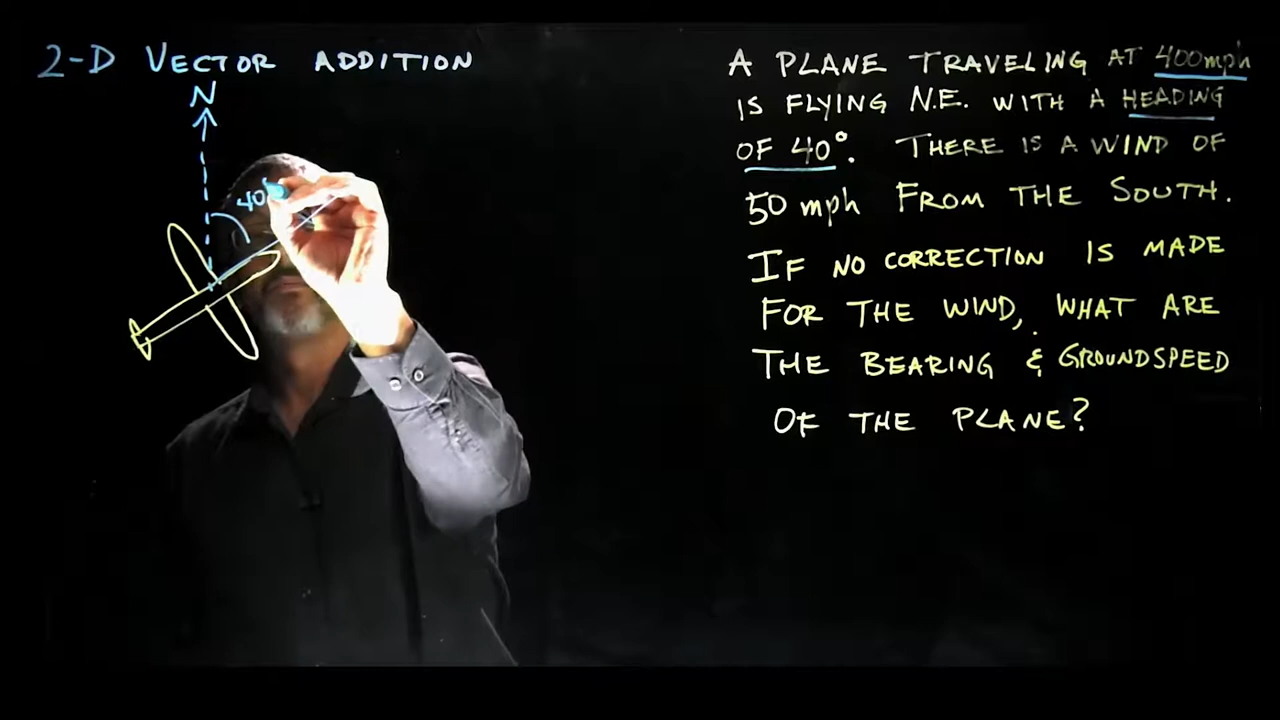 2-D VECTOR ADDITION
N
40°
A PLANE TRAVELING AT 400mph
IS FLYING N.E. WITH A HEADING
OF 40°. THERE IS A WIND OF
50 mph FROM THE SOUTH.
IF NO CORRECTION IS MADE
FOR THE WIND, WHAT ARE
THE BEARING & GROUNDSPEED
OF THE PLANE?